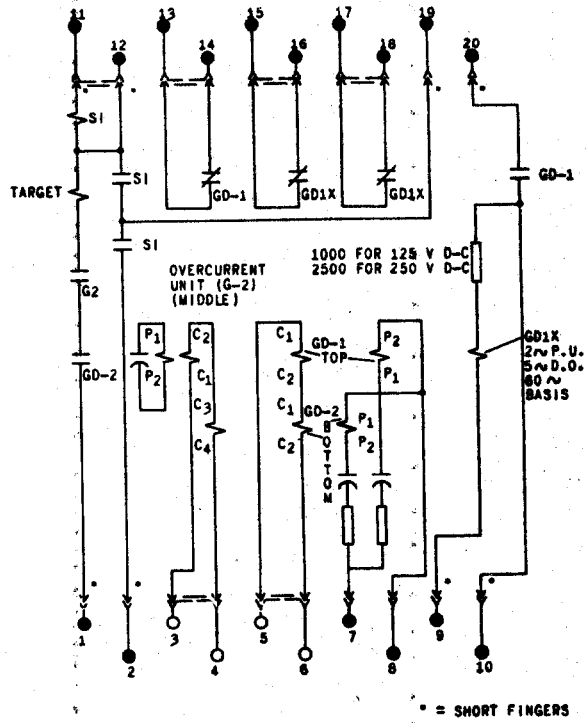 11
12
13
14
15
16
17
18
19
20
SI
TARGET
SI
GD-1
GD1X
GD1X
GD-1
SI
1000 FOR 125 V D-C
2500 FOR 250 V D-C
G2
OVERCURRENT
UNIT (G-2)
(MIDDLE)
GD-2
P1
P2
C2
C1
C3
C4
C1
C2
C1
C2
GD-1
TOP
P2
P1
GD-2
BOTTOM
P1
P2
GD1X
2~ P.U.
5~ D.O.
60 ~
BASIS
1
2
3
4
5
6
7
8
9
10
* = SHORT FINGERS